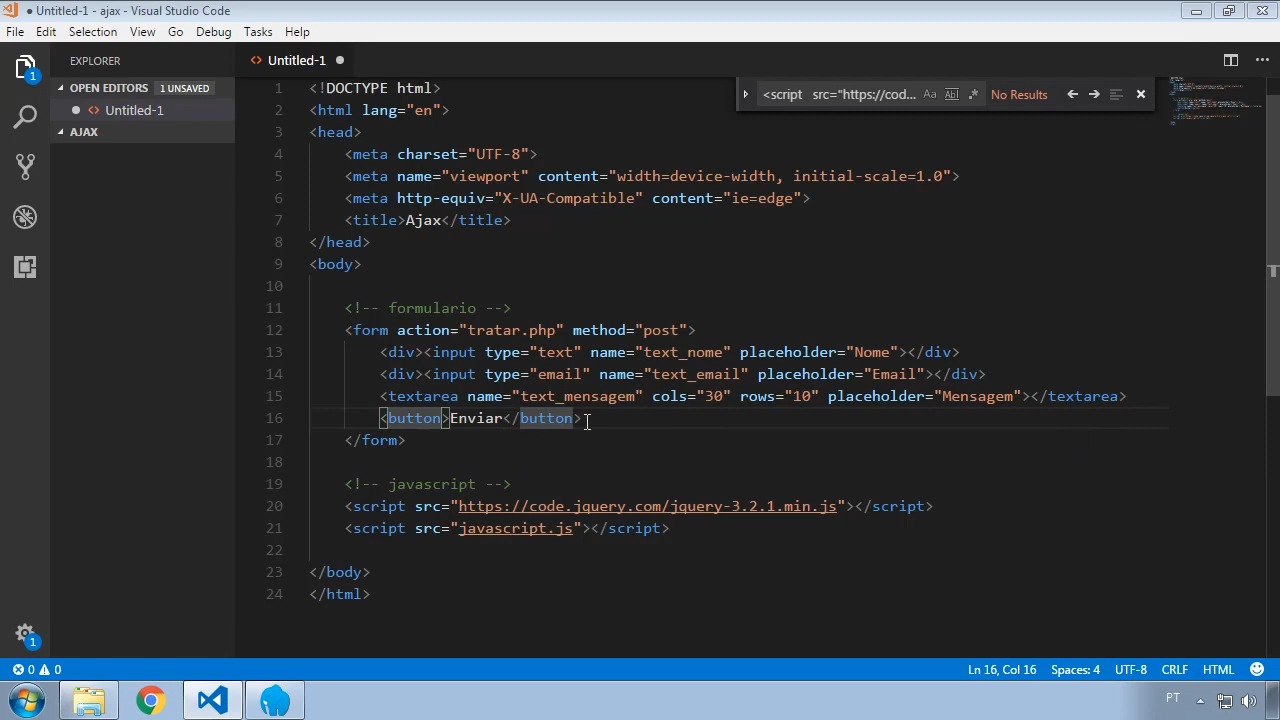 ● Untitled-1 - ajax - Visual Studio Code
File Edit Selection View Go Debug Tasks Help
EXPLORER
OPEN EDITORS 1 UNSAVED
● <> Untitled-1
AJAX
1
1
<> Untitled-1 ●
<script src="https://cod... Aa Ab| .* No Results
1 <!DOCTYPE html>
2 <html lang="en">
3 <head>
4 <meta charset="UTF-8">
5 <meta name="viewport" content="width=device-width, initial-scale=1.0">
6 <meta http-equiv="X-UA-Compatible" content="ie=edge">
7 <title>Ajax</title>
8 </head>
9 <body>
10
11 <!-- formulario -->
12 <form action="tratar.php" method="post">
13 <div><input type="text" name="text_nome" placeholder="Nome"></div>
14 <div><input type="email" name="text_email" placeholder="Email"></div>
15 <textarea name="text_mensagem" cols="30" rows="10" placeholder="Mensagem"></textarea>
16 <button>Enviar</button>
17 </form>
18
19 <!-- javascript -->
20 <script src="https://code.jquery.com/jquery-3.2.1.min.js"></script>
21 <script src="javascript.js"></script>
22
23 </body>
24 </html>
0 0 Ln 16, Col 16 Spaces: 4 UTF-8 CRLF HTML
PT